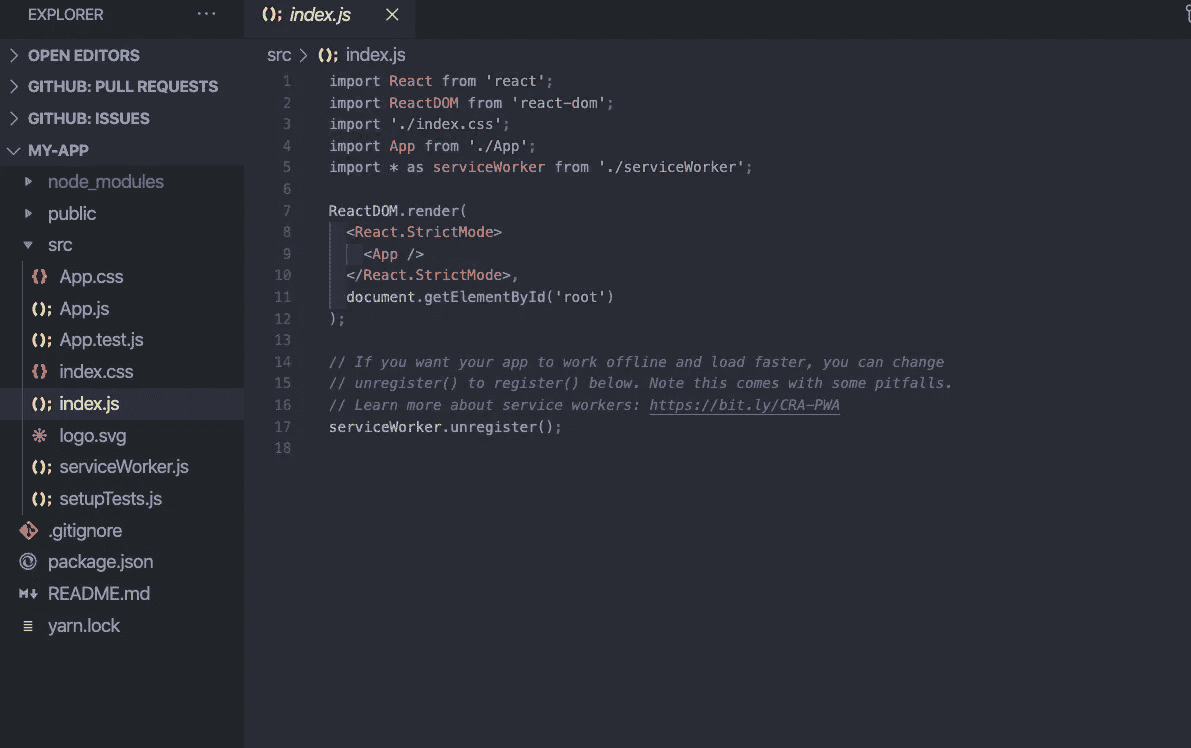 EXPLORER ···
OPEN EDITORS
GITHUB: PULL REQUESTS
GITHUB: ISSUES
MY-APP
node_modules
public
src
App.css
App.js
App.test.js
index.css
index.js
logo.svg
serviceWorker.js
setupTests.js
.gitignore
package.json
README.md
yarn.lock
(); index.js
src > (); index.js
1 import React from 'react';
2 import ReactDOM from 'react-dom';
3 import './index.css';
4 import App from './App';
5 import * as serviceWorker from './serviceWorker';
6
7 ReactDOM.render(
8 <React.StrictMode>
9 <App />
10 </React.StrictMode>,
11 document.getElementById('root')
12 );
13
14 // If you want your app to work offline and load faster, you can change
15 // unregister() to register() below. Note this comes with some pitfalls.
16 // Learn more about service workers: https://bit.ly/CRA-PWA
17 serviceWorker.unregister();
18